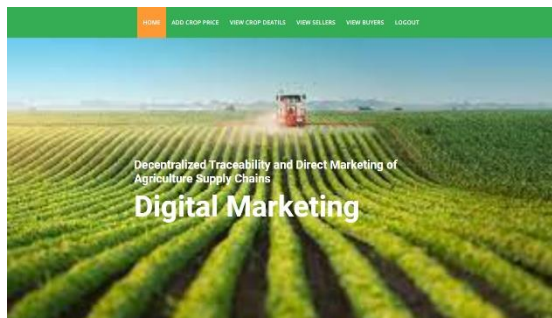 HOME ADD CROP PRICE VIEW CROP DEATILS VIEW SELLERS VIEW BUYERS LOGOUT
Decentralized Traceability and Direct Marketing of
Agriculture Supply Chains
Digital Marketing